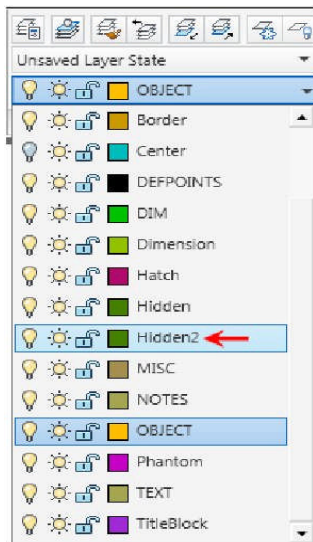 Unsaved Layer State
OBJECT
Border
Center
DEFPOINTS
DIM
Dimension
Hatch
Hidden
Hidden2
MISC
NOTES
OBJECT
Phantom
TEXT
TitleBlock